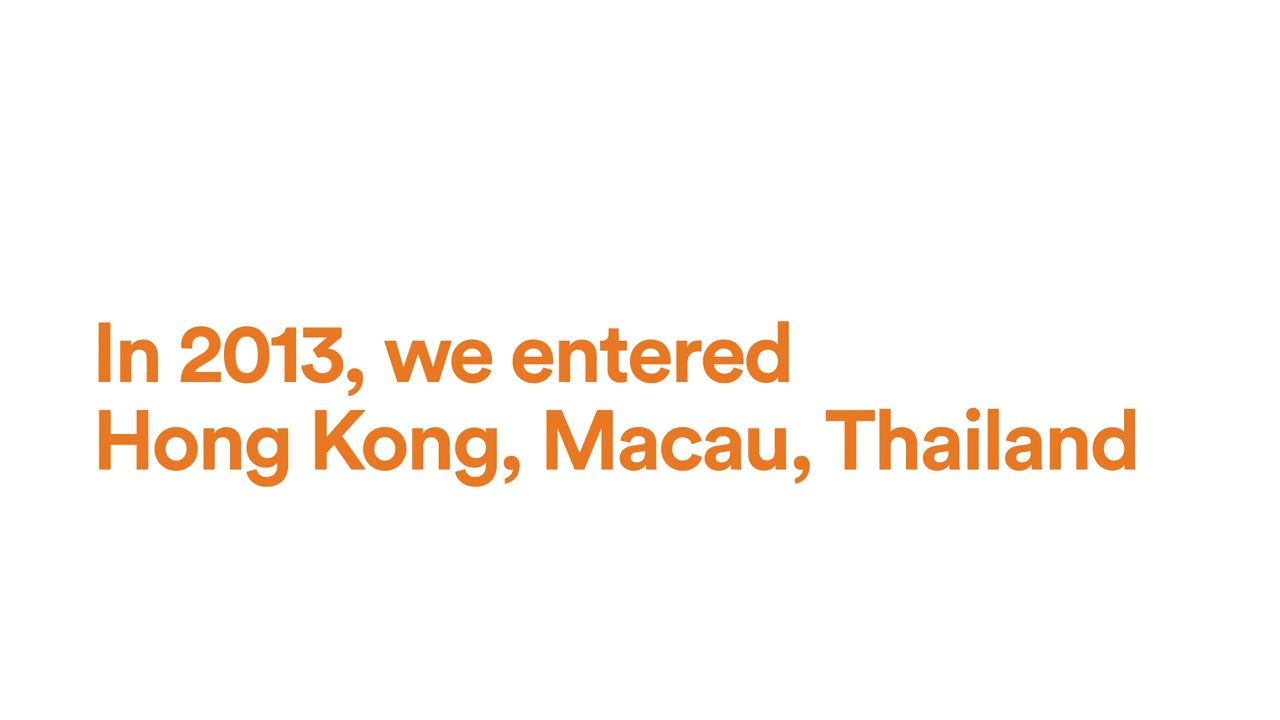 In 2013, we entered
Hong Kong, Macau, Thailand